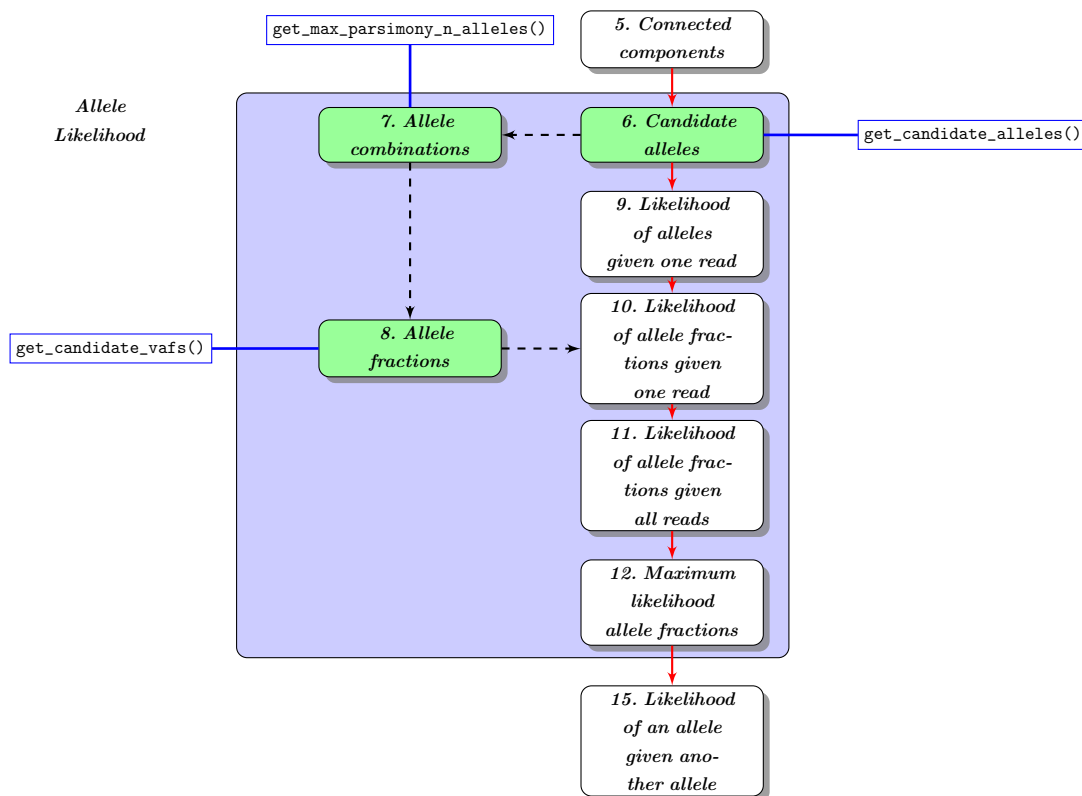 get_max_parsimony_n_alleles()
5. Connected
components
Allele
Likelihood
7. Allele
combinations
6. Candidate
alleles
get_candidate_alleles()
9. Likelihood
of alleles
given one read
10. Likelihood
of allele frac-
tions given
one read
get_candidate_vafs()
8. Allele
fractions
11. Likelihood
of allele frac-
tions given
all reads
12. Maximum
likelihood
allele fractions
15. Likelihood
of an allele
given ano-
ther allele